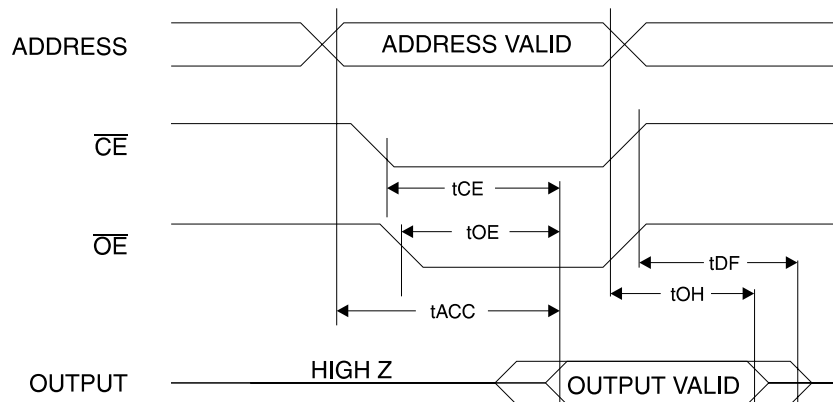 ADDRESS
ADDRESS VALID
CE
tCE
OE
tOE
tDF
tOH
tACC
OUTPUT
HIGH Z
OUTPUT VALID